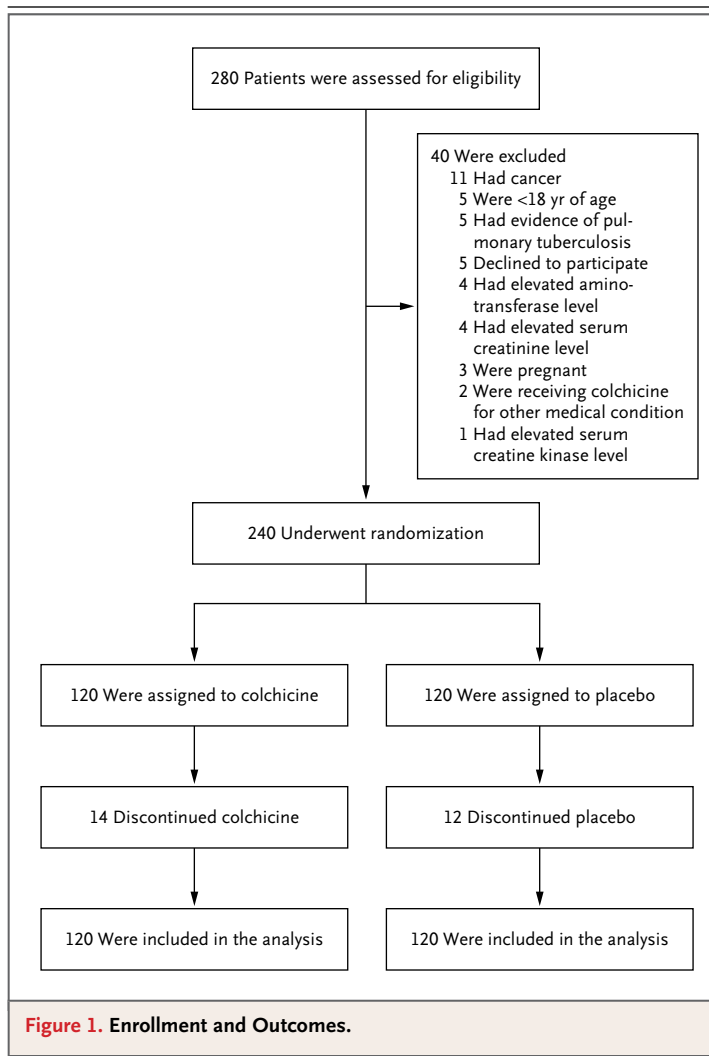 280 Patients were assessed for eligibility
40 Were excluded
11 Had cancer
5 Were <18 yr of age
5 Had evidence of pul-
monary tuberculosis
5 Declined to participate
4 Had elevated amino-
transferase level
4 Had elevated serum
creatinine level
3 Were pregnant
2 Were receiving colchicine
for other medical condition
1 Had elevated serum
creatine kinase level
240 Underwent randomization
120 Were assigned to colchicine
120 Were assigned to placebo
14 Discontinued colchicine
12 Discontinued placebo
120 Were included in the analysis
120 Were included in the analysis
Figure 1. Enrollment and Outcomes.